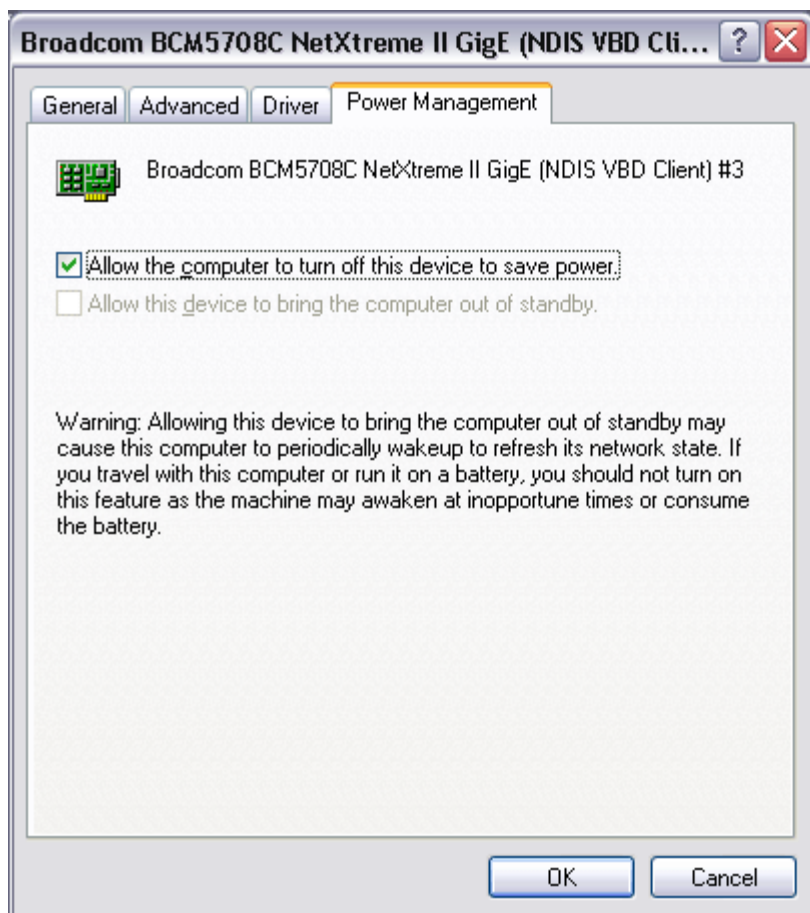 Broadcom BCM5708C NetXtreme II GigE (NDIS VBD Cli...
General Advanced Driver Power Management
Broadcom BCM5708C NetXtreme II GigE (NDIS VBD Client) #3
Allow the computer to turn off this device to save power.
Allow this device to bring the computer out of standby.
Warning: Allowing this device to bring the computer out of standby may
cause this computer to periodically wakeup to refresh its network state. If
you travel with this computer or run it on a battery, you should not turn on
this feature as the machine may awaken at inopportune times or consume
the battery.
OK Cancel